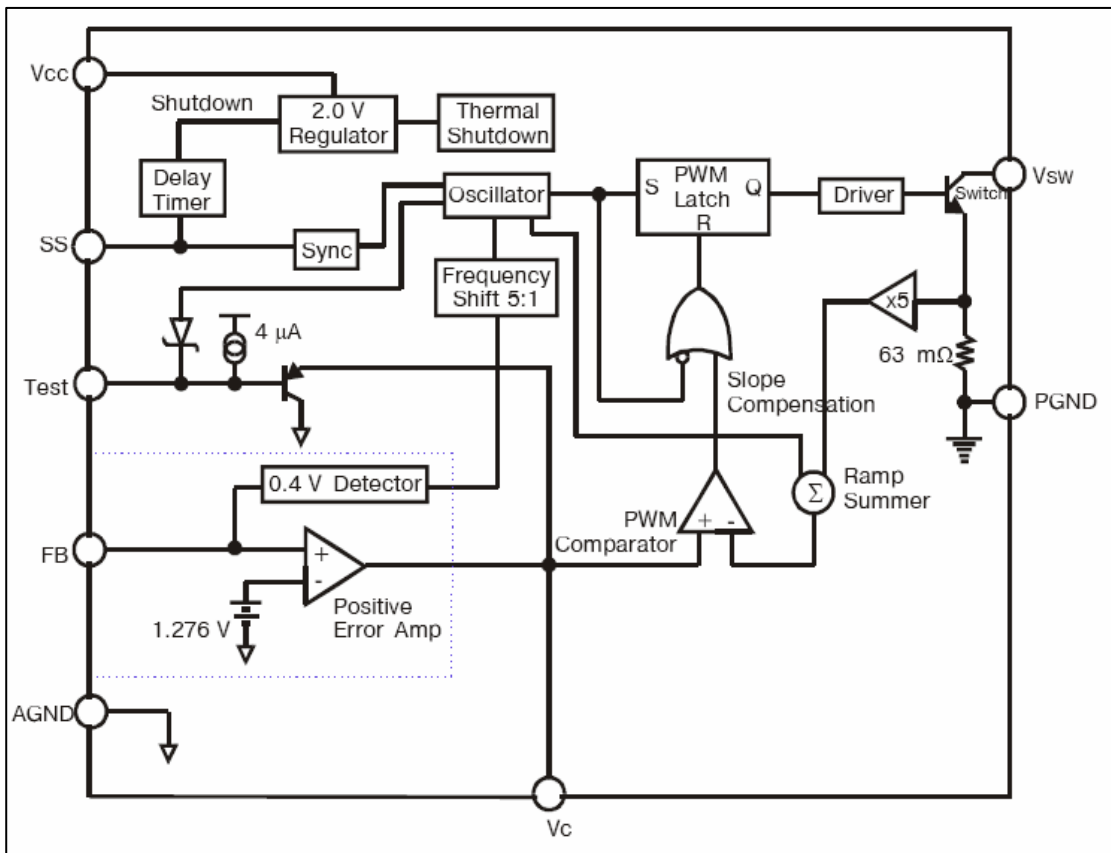 Vcc
Shutdown
2.0 V
Regulator
Thermal
Shutdown
Delay
Timer
Oscillator
S
PWM
Latch
Q
R
Driver
Switch
Vsw
SS
Sync
Frequency
Shift 5:1
x5
4 μA
63 mΩ
Test
Slope
Compensation
PGND
0.4 V Detector
Σ
Ramp
Summer
PWM
Comparator
+
-
FB
+
-
Positive
Error Amp
1.276 V
AGND
Vc